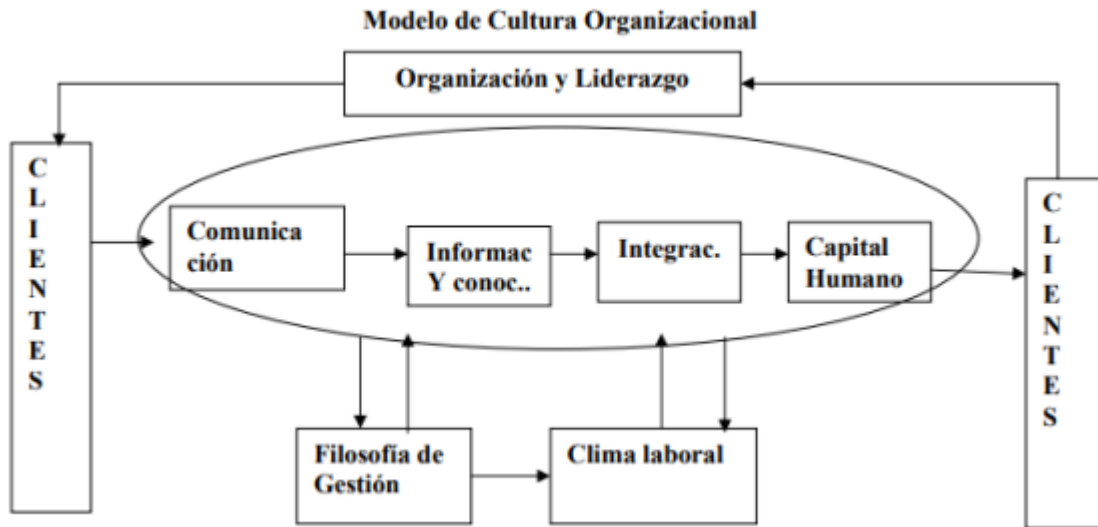 Modelo de Cultura Organizacional
Organización y Liderazgo
C
L
I
E
N
T
E
S
Comunica
ción
Informac
Y conoc..
Integrac.
Capital
Humano
C
L
I
E
N
T
E
S
Filosofía de
Gestión
Clima laboral